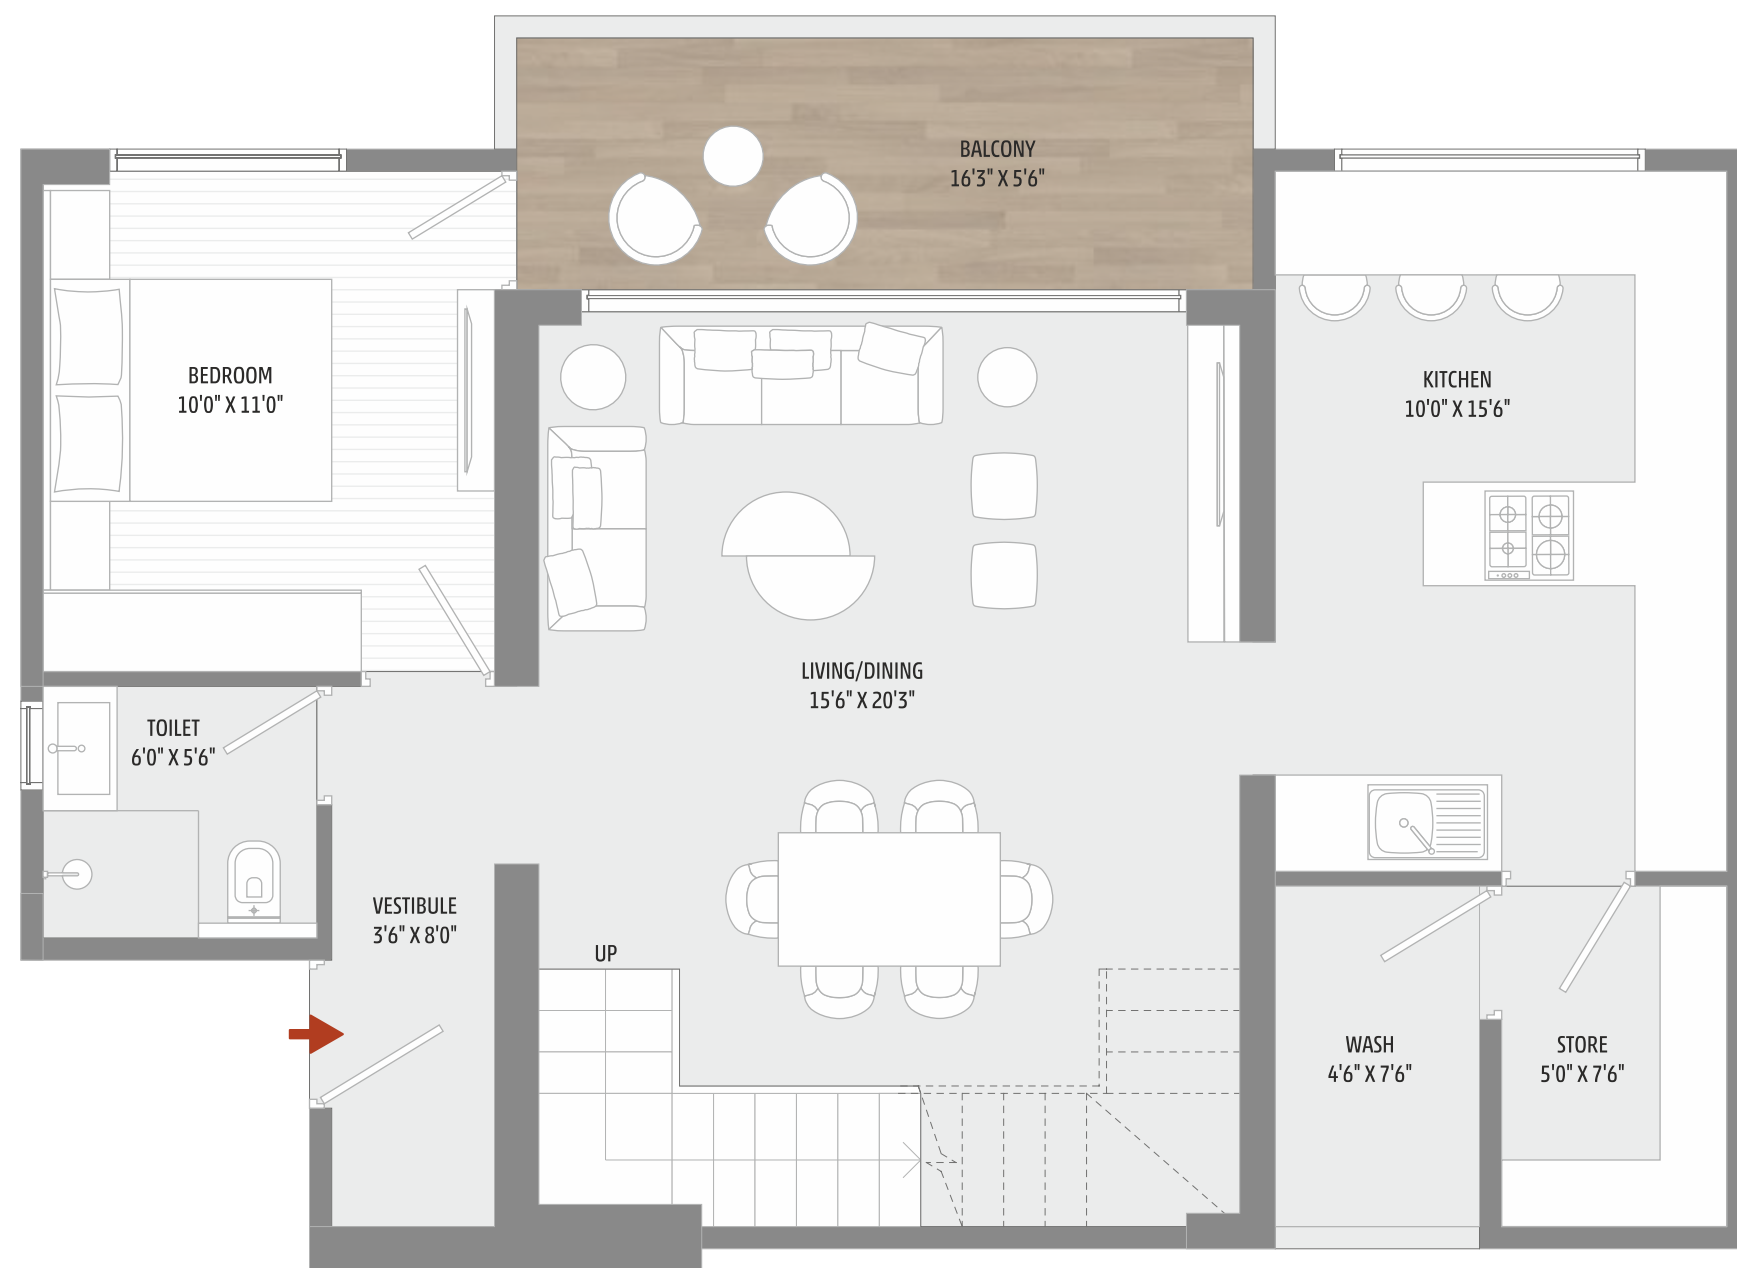 BALCONY
16'3" X 5'6"
BEDROOM
10'0" X 11'0"
KITCHEN
10'0" X 15'6"
LIVING/DINING
15'6" X 20'3"
TOILET
6'0" X 5'6"
VESTIBULE
3'6" X 8'0"
UP
WASH
4'6" X 7'6"
STORE
5'0" X 7'6"